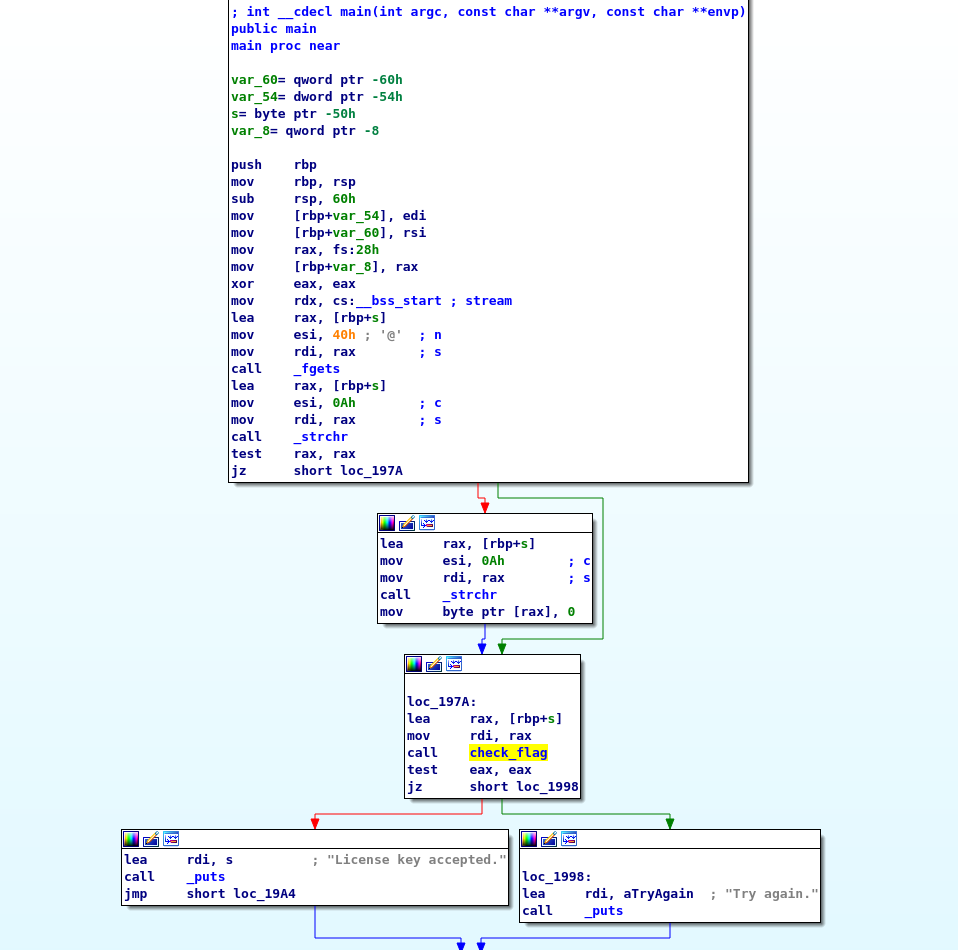 ; int __cdecl main(int argc, const char **argv, const char **envp)
public main
main proc near
var_60= qword ptr -60h
var_54= dword ptr -54h
s= byte ptr -50h
var_8= qword ptr -8
push    rbp
mov     rbp, rsp
sub     rsp, 60h
mov     [rbp+var_54], edi
mov     [rbp+var_60], rsi
mov     rax, fs:28h
mov     [rbp+var_8], rax
xor     eax, eax
mov     rdx, cs:__bss_start ; stream
lea     rax, [rbp+s]
mov     esi, 40h ; '@'  ; n
mov     rdi, rax        ; s
call    _fgets
lea     rax, [rbp+s]
mov     esi, 0Ah        ; c
mov     rdi, rax        ; s
call    _strchr
test    rax, rax
jz      short loc_197A
lea     rax, [rbp+s]
mov     esi, 0Ah        ; c
mov     rdi, rax        ; s
call    _strchr
mov     byte ptr [rax], 0
loc_197A:
lea     rax, [rbp+s]
mov     rdi, rax
call    check_flag
test    eax, eax
jz      short loc_1998
lea     rdi, s          ; "License key accepted."
call    _puts
jmp     short loc_19A4
loc_1998:
lea     rdi, aTryAgain  ; "Try again."
call    _puts